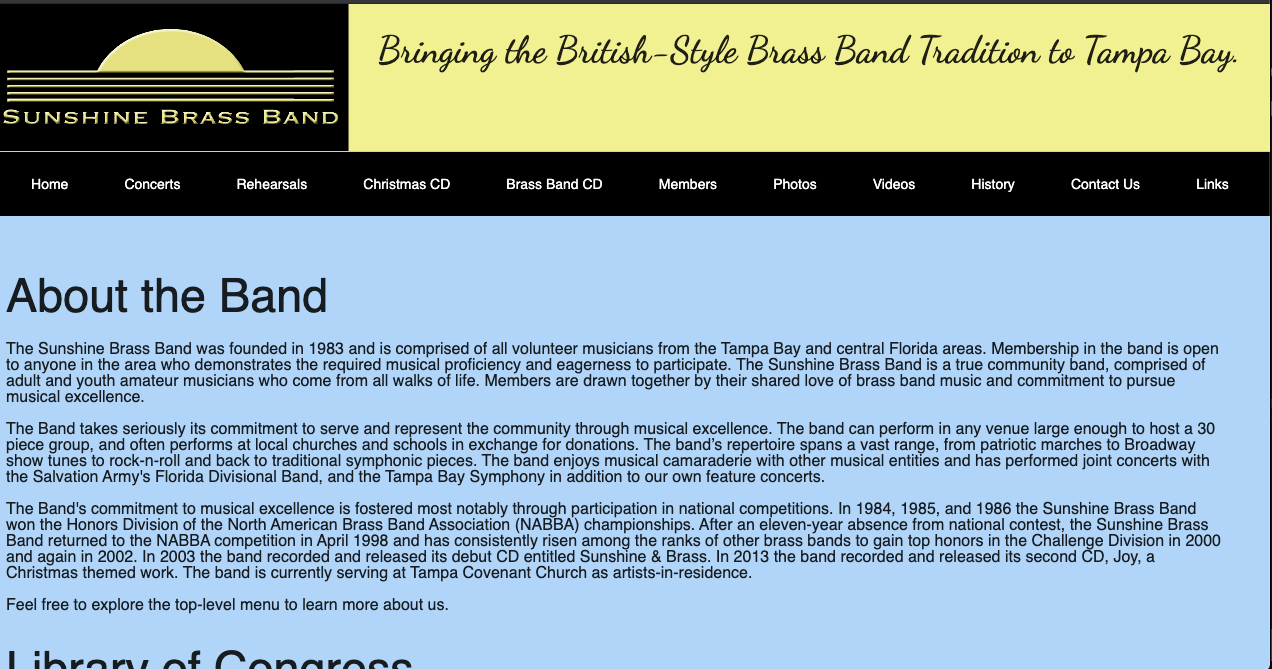 Bringing the British-Style Brass Band Tradition to Tampa Bay.
SUNSHINE BRASS BAND
Home Concerts Rehearsals Christmas CD Brass Band CD Members Photos Videos History Contact Us Links
About the Band
The Sunshine Brass Band was founded in 1983 and is comprised of all volunteer musicians from the Tampa Bay and central Florida areas. Membership in the band is open
to anyone in the area who demonstrates the required musical proficiency and eagerness to participate. The Sunshine Brass Band is a true community band, comprised of
adult and youth amateur musicians who come from all walks of life. Members are drawn together by their shared love of brass band music and commitment to pursue
musical excellence.
The Band takes seriously its commitment to serve and represent the community through musical excellence. The band can perform in any venue large enough to host a 30
piece group, and often performs at local churches and schools in exchange for donations. The band’s repertoire spans a vast range, from patriotic marches to Broadway
show tunes to rock-n-roll and back to traditional symphonic pieces. The band enjoys musical camaraderie with other musical entities and has performed joint concerts with
the Salvation Army's Florida Divisional Band, and the Tampa Bay Symphony in addition to our own feature concerts.
The Band's commitment to musical excellence is fostered most notably through participation in national competitions. In 1984, 1985, and 1986 the Sunshine Brass Band
won the Honors Division of the North American Brass Band Association (NABBA) championships. After an eleven-year absence from national contest, the Sunshine Brass
Band returned to the NABBA competition in April 1998 and has consistently risen among the ranks of other brass bands to gain top honors in the Challenge Division in 2000
and again in 2002. In 2003 the band recorded and released its debut CD entitled Sunshine & Brass. In 2013 the band recorded and released its second CD, Joy, a
Christmas themed work. The band is currently serving at Tampa Covenant Church as artists-in-residence.
Feel free to explore the top-level menu to learn more about us.
Library of Congress